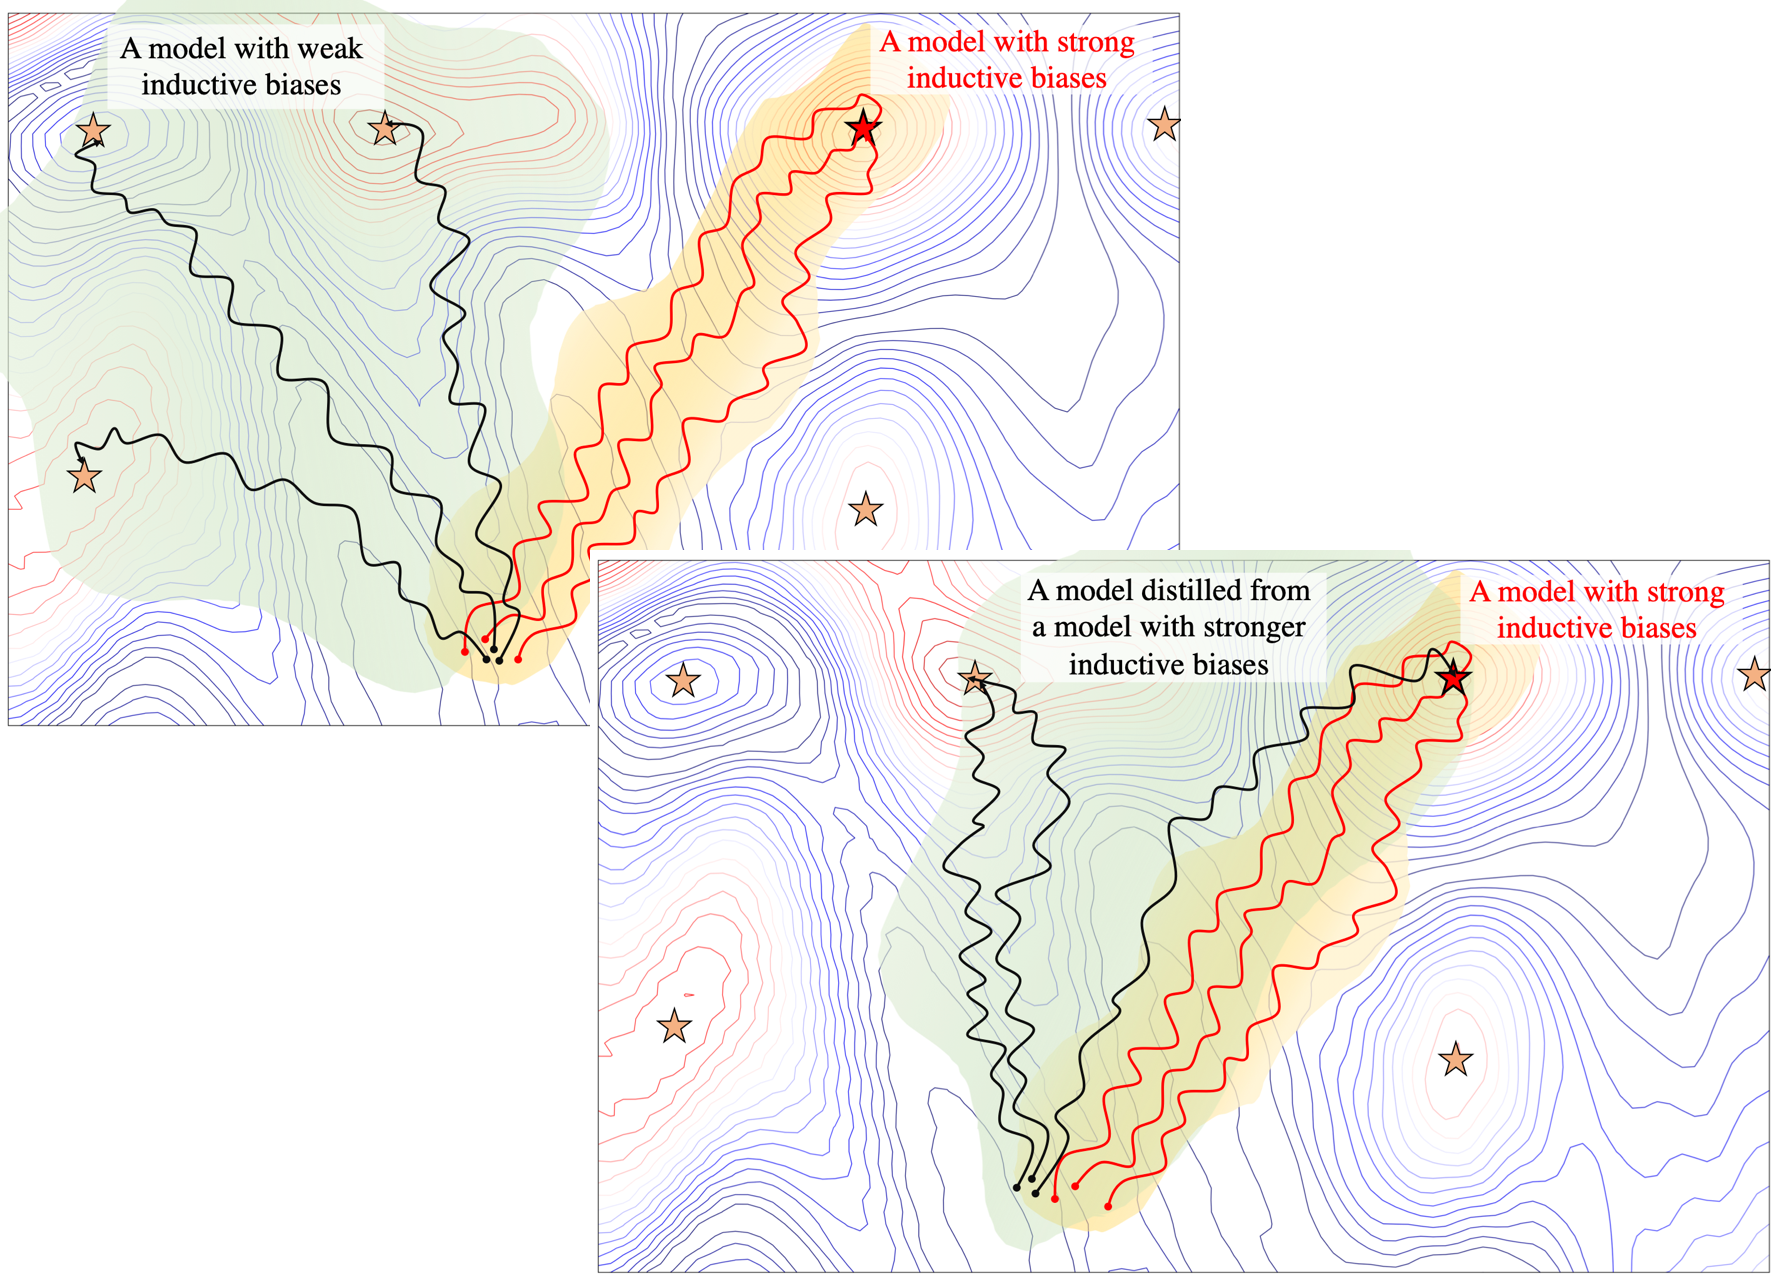 A model with weak
inductive biases
A model with strong
inductive biases
A model distilled from
a model with stronger
inductive biases
A model with strong
inductive biases